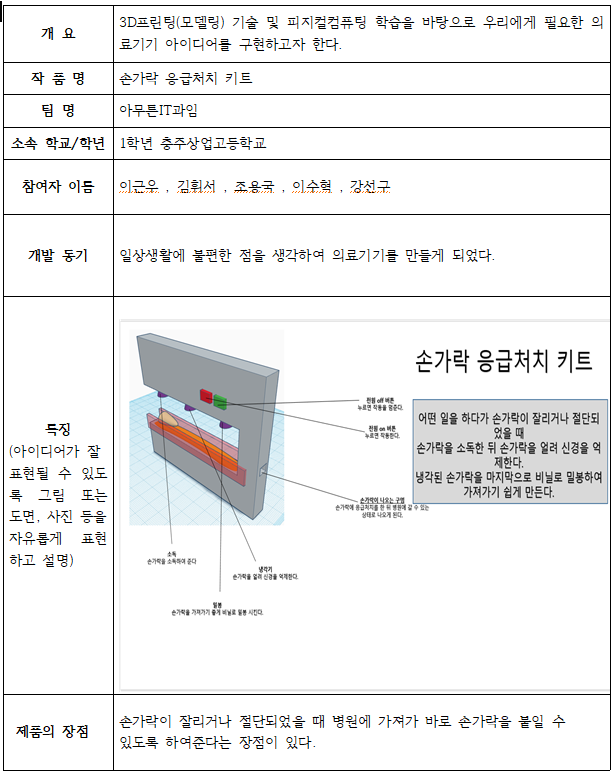 개 요
3D프린팅(모델링) 기술 및 피지컬컴퓨팅 학습을 바탕으로 우리에게 필요한 의
료기기 아이디어를 구현하고자 한다.
작 품 명
손가락 응급처치 키트
팀 명
아무튼IT과임
소속 학교/학년
1학년 충주상업고등학교
참여자 이름
이근우 , 김휘서 , 조용국 , 이수혁 , 강선구
개발 동기
일상생활에 불편한 점을 생각하여 의료기기를 만들게 되었다.
특징
(아이디어가 잘
표현될 수 있도
록 그림 또는
도면, 사진 등을
자유롭게 표현
하고 설명)
손가락 응급처치 키트
전원 off 버튼
누르면 작동을 멈춘다.
전원 on 버튼
누르면 작동한다.
어떤 일을 하다가 손가락이 잘리거나 절단되
었을 때
손가락을 소독한 뒤 손가락을 얼려 신경을 억
제한다.
냉각된 손가락을 마지막으로 비닐로 밀봉하여
가져가기 쉽게 만든다.
손가락이 나오는 구멍
손가락에 응급처치를 한 뒤 병원에 갈 수 있는
상태로 나오게 된다.
소독
손가락을 소독하여 준다
냉각기
손가락을 얼려 신경을 억제한다.
밀봉
손가락을 가져가기 좋게 비닐로 밀봉 시킨다.
제품의 장점
손가락이 잘리거나 절단되었을 때 병원에 가져가 바로 손가락을 붙일 수
있도록 하여준다는 장점이 있다.